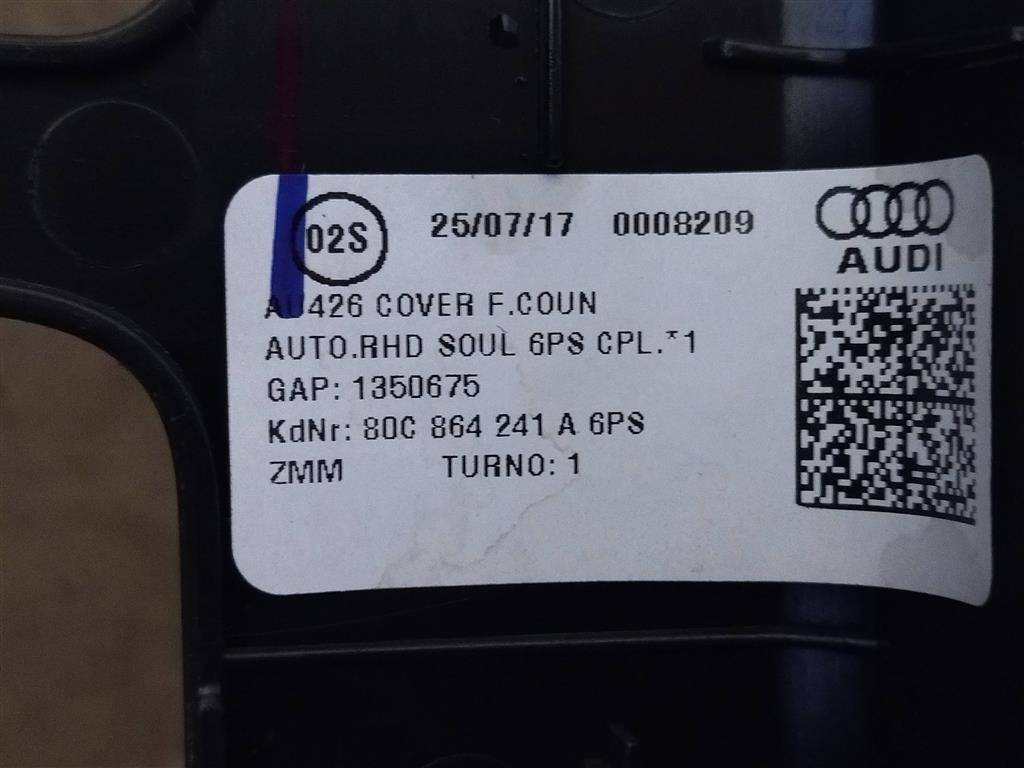 02S 25/07/17 0008209
AUDI
AU426 COVER F.COUN
AUTO.RHD SOUL 6PS CPL.*1
GAP: 1350675
KdNr: 80C 864 241 A 6PS
ZMM TURNO: 1